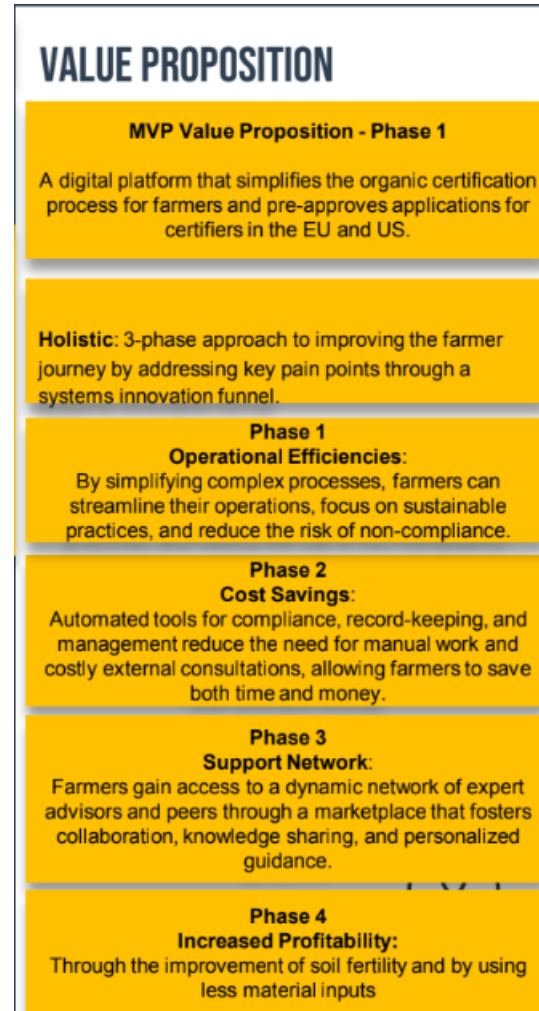 VALUE PROPOSITION
MVP Value Proposition - Phase 1
A digital platform that simplifies the organic certification
process for farmers and pre-approves applications for
certifiers in the EU and US.
Holistic: 3-phase approach to improving the farmer
journey by addressing key pain points through a
systems innovation funnel.
Phase 1
Operational Efficiencies:
By simplifying complex processes, farmers can
streamline their operations, focus on sustainable
practices, and reduce the risk of non-compliance.
Phase 2
Cost Savings:
Automated tools for compliance, record-keeping, and
management reduce the need for manual work and
costly external consultations, allowing farmers to save
both time and money.
Phase 3
Support Network:
Farmers gain access to a dynamic network of expert
advisors and peers through a marketplace that fosters
collaboration, knowledge sharing, and personalized
guidance.
Phase 4
Increased Profitability:
Through the improvement of soil fertility and by using
less material inputs